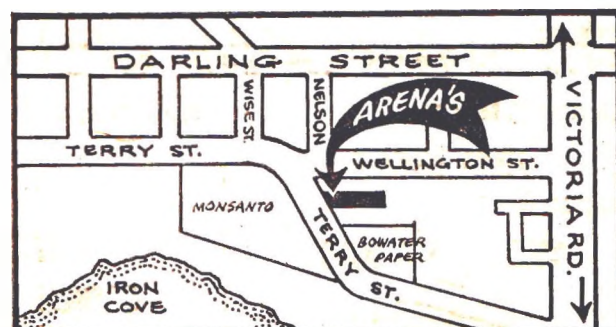 DARLING STREET
WISE ST.
NELSON
ARENA'S
VICTORIA RD.
TERRY ST.
WELLINGTON ST.
MONSANTO
TERRY ST.
BOWATER
PAPER
IRON
COVE